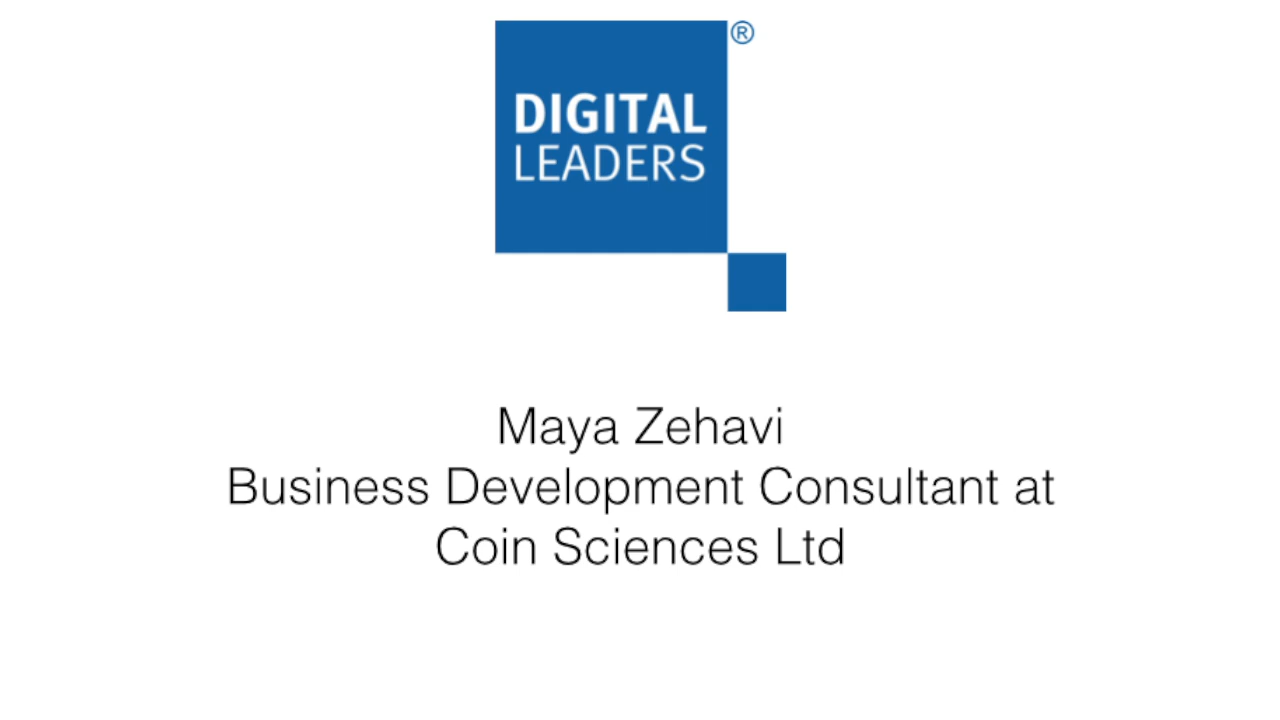 DIGITAL
LEADERS
®
Maya Zehavi
Business Development Consultant at
Coin Sciences Ltd